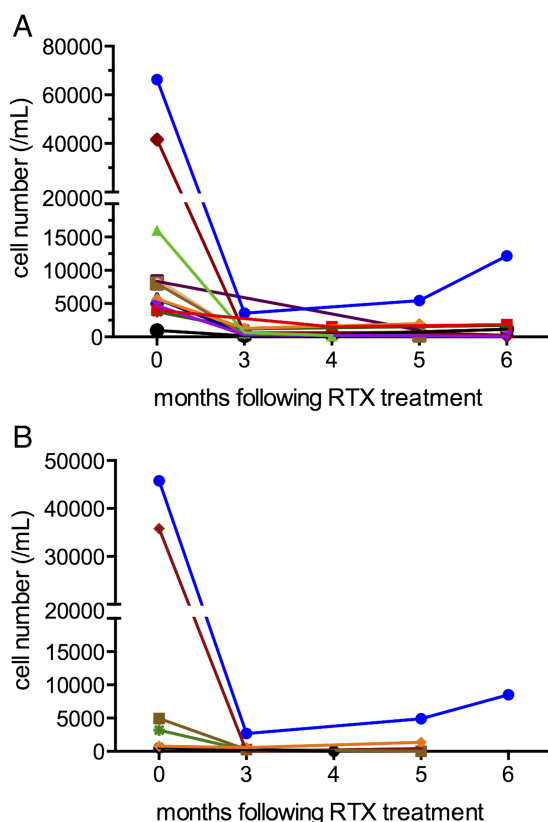 A
80000
60000
40000
20000
15000
10000
5000
0
cell number (/mL)
0 3 4 5 6
months following RTX treatment
B
50000
40000
30000
20000
15000
10000
5000
0
cell number (/mL)
0 3 4 5 6
months following RTX treatment